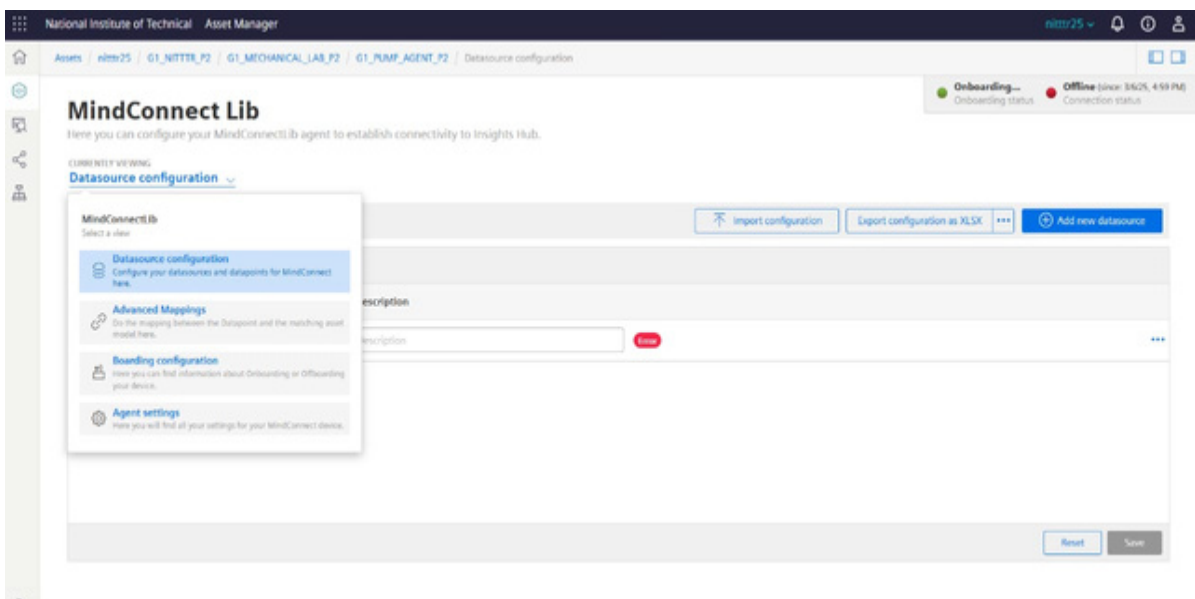 National Institute of Technical Asset Manager
nitttr25
Assets / nitttr25 / G1_NITTTR_P2 / G1_MECHANICAL_LAB_P2 / G1_PUMP_AGENT_P2 / Datasource configuration
Onboarding...
Onboarding status
Offline (since: 3/6/25, 4:59 PM)
Connection status
MindConnect Lib
Here you can configure your MindConnectLib agent to establish connectivity to Insights Hub.
CURRENTLY VIEWING
Datasource configuration
MindConnectLib
Select a view
Datasource configuration
Configure your datasources and datapoints for MindConnect
here.
Advanced Mappings
Do the mapping between the Datapoint and the matching asset
model here.
Boarding configuration
Here you can find information about Onboarding or Offboarding
your device.
Agent settings
Here you will find all your settings for your MindConnect device.
Import configuration
Export configuration as XLSX
Add new datasource
escription
escription
Error
Reset
Save